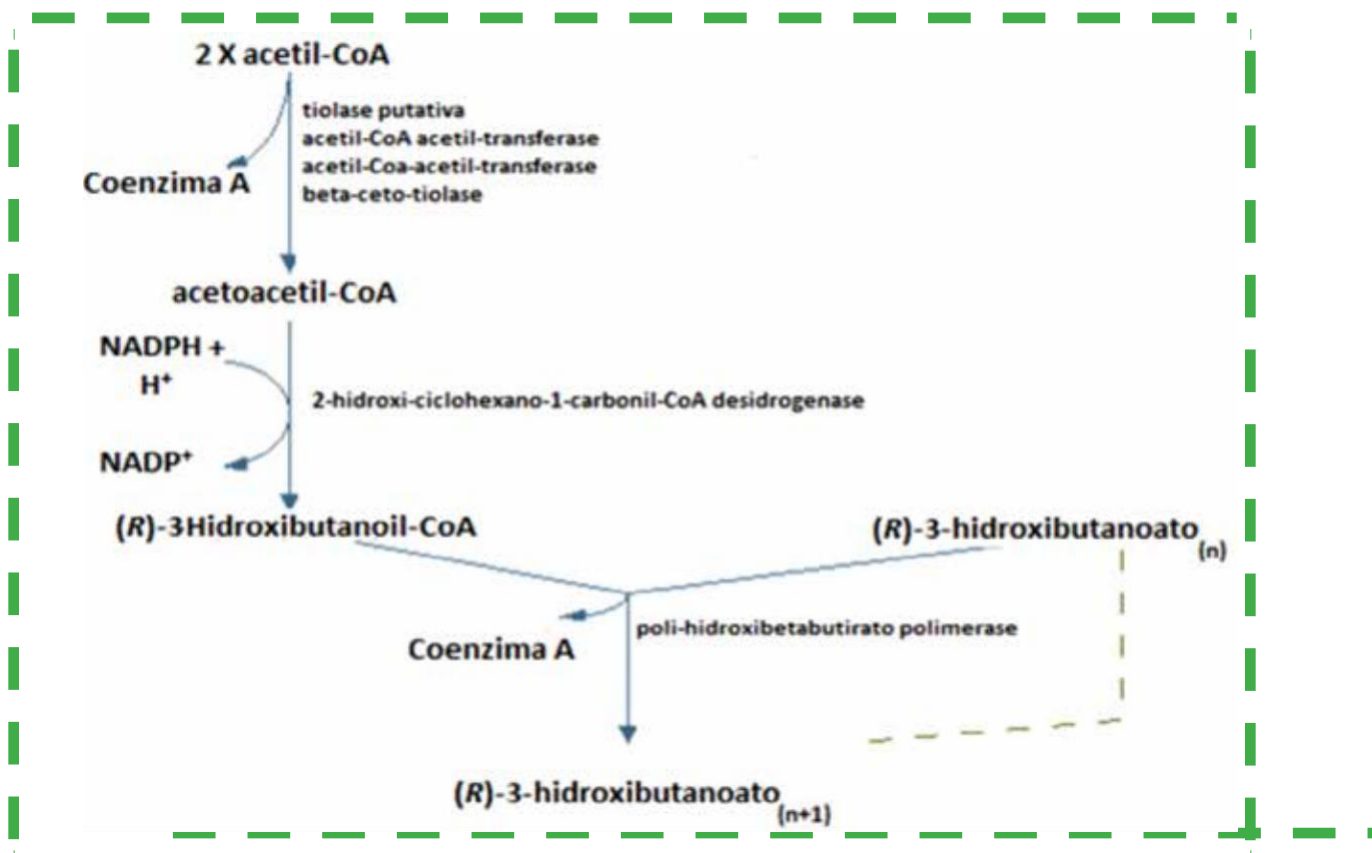 2 X acetil-CoA
tiolase putativa
acetil-CoA acetil-transferase
acetil-Coa-acetil-transferase
beta-ceto-tiolase
Coenzima A
acetoacetil-CoA
NADPH +
H⁺
2-hidroxi-ciclohexano-1-carbonil-CoA desidrogenase
NADP⁺
(R)-3Hidroxibutanoil-CoA
(R)-3-hidroxibutanoato(n)
poli-hidroxibetabutirato polimerase
Coenzima A
(R)-3-hidroxibutanoato(n+1)